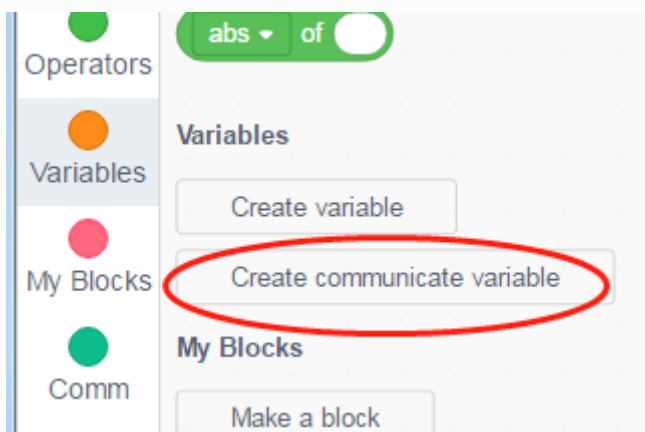 Operators
Variables
My Blocks
Comm
abs of
Variables
Create variable
Create communicate variable
My Blocks
Make a block